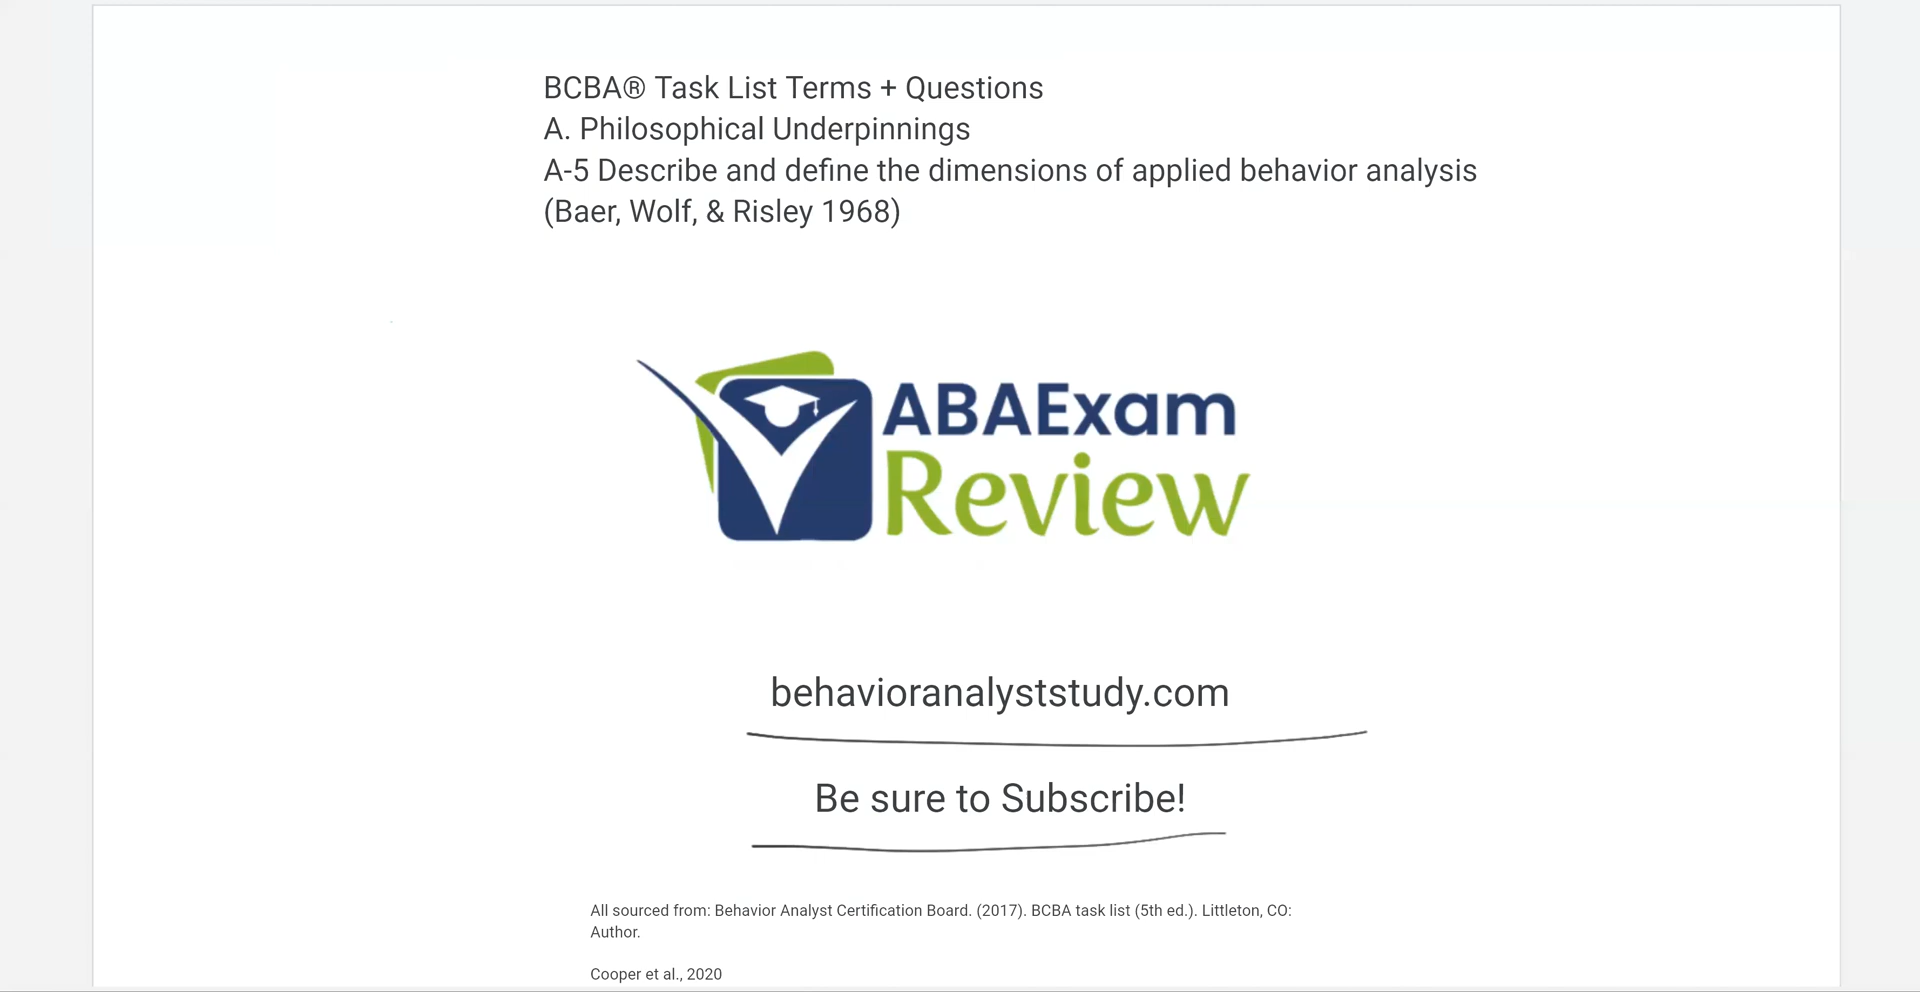 BCBA® Task List Terms + Questions
A. Philosophical Underpinnings
A-5 Describe and define the dimensions of applied behavior analysis
(Baer, Wolf, & Risley 1968)
ABAExam
Review
behavioranalyststudy.com
Be sure to Subscribe!
All sourced from: Behavior Analyst Certification Board. (2017). BCBA task list (5th ed.). Littleton, CO:
Author.
Cooper et al., 2020